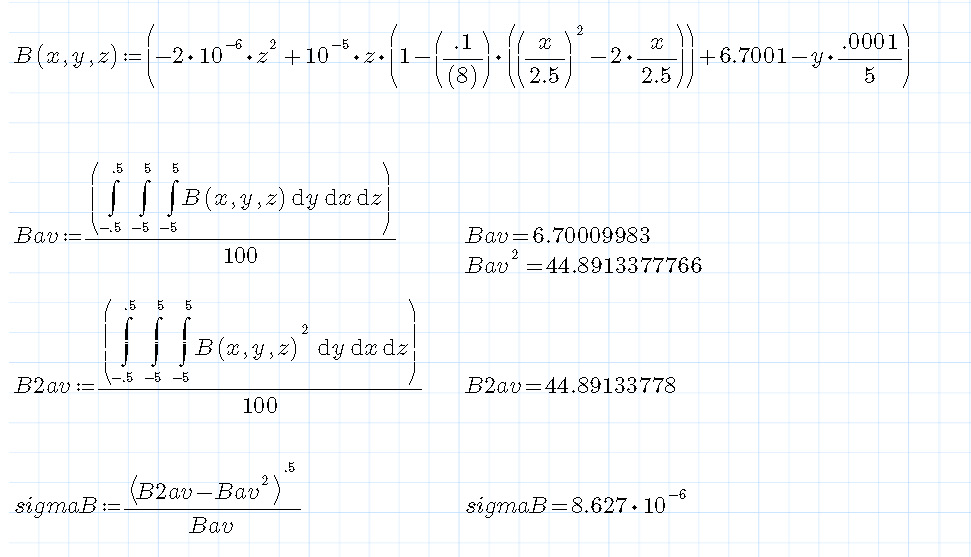 B(x,y,z):=(−2•10^−6•z^2+10^−5•z•(1−(.1/(8))•((x/2.5)^2−2•x/2.5))+6.7001−y•.0001/5)
Bav:=(∫_−.5^.5 ∫_−5^5 ∫_−5^5 B(x,y,z) dy dx dz)/100
Bav=6.70009983
Bav^2=44.8913377766
B2av:=(∫_−.5^.5 ∫_−5^5 ∫_−5^5 B(x,y,z)^2 dy dx dz)/100
B2av=44.89133778
sigmaB:=(B2av−Bav^2)^.5/Bav
sigmaB=8.627•10^−6